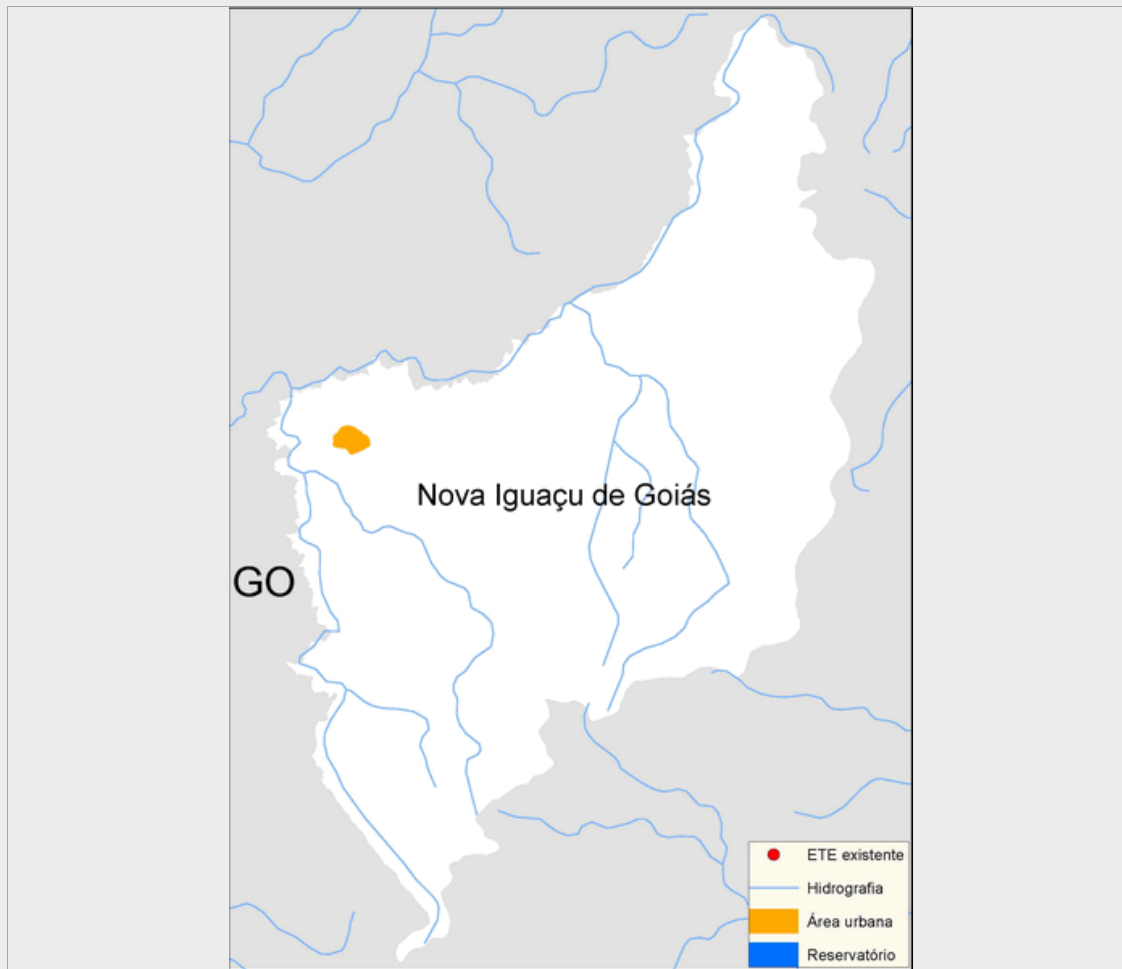 Nova Iguaçu de Goiás
GO
ETE existente
Hidrografia
Área urbana
Reservatório